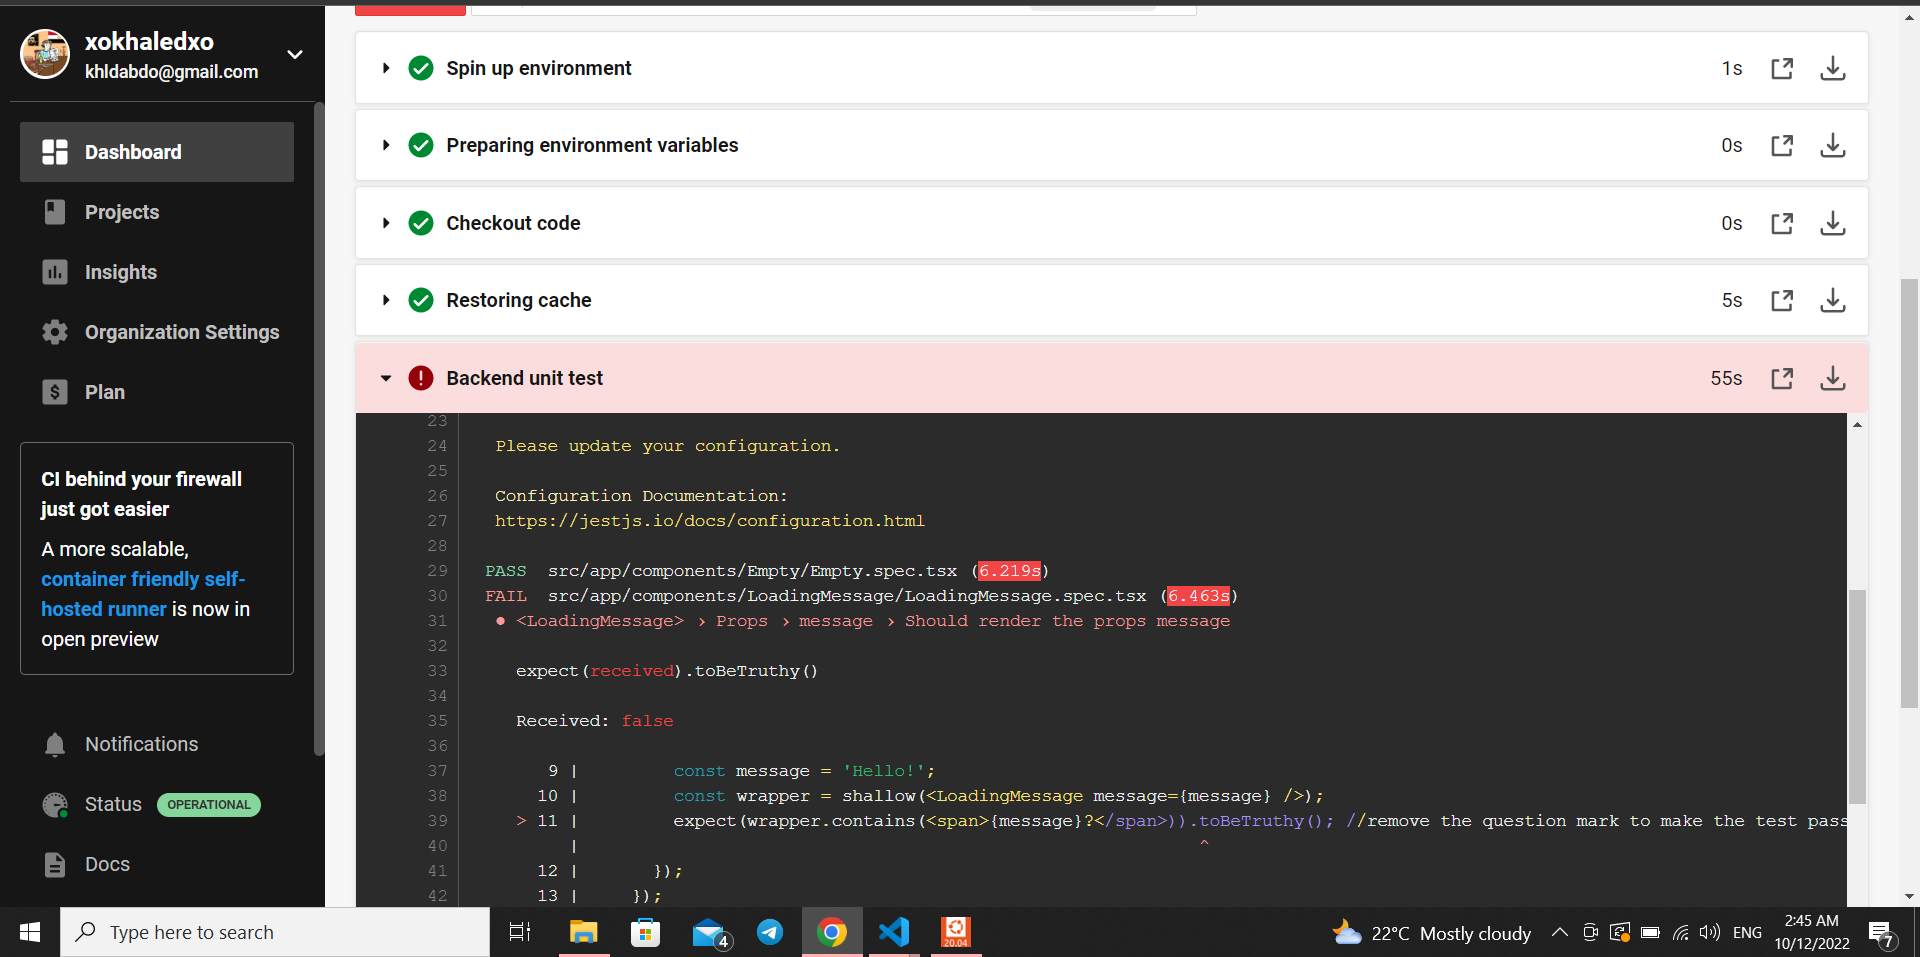 xokhaledxo
khldabdo@gmail.com
Dashboard
Projects
Insights
Organization Settings
Plan
CI behind your firewall
just got easier
A more scalable,
container friendly self-
hosted runner is now in
open preview
Notifications
Status OPERATIONAL
Docs
Spin up environment 1s
Preparing environment variables 0s
Checkout code 0s
Restoring cache 5s
Backend unit test 55s
23
24 Please update your configuration.
25
26 Configuration Documentation:
27 https://jestjs.io/docs/configuration.html
28
29 PASS src/app/components/Empty/Empty.spec.tsx (6.219s)
30 FAIL src/app/components/LoadingMessage/LoadingMessage.spec.tsx (6.463s)
31 ● <LoadingMessage> › Props › message › Should render the props message
32
33 expect(received).toBeTruthy()
34
35 Received: false
36
37 9 | const message = 'Hello!';
38 10 | const wrapper = shallow(<LoadingMessage message={message} />);
39 > 11 | expect(wrapper.contains(<span>{message}?</span>)).toBeTruthy(); //remove the question mark to make the test pass
40 | ^
41 12 | });
42 13 | });
Type here to search
4
20.04
22°C Mostly cloudy
ENG
2:45 AM
10/12/2022
7